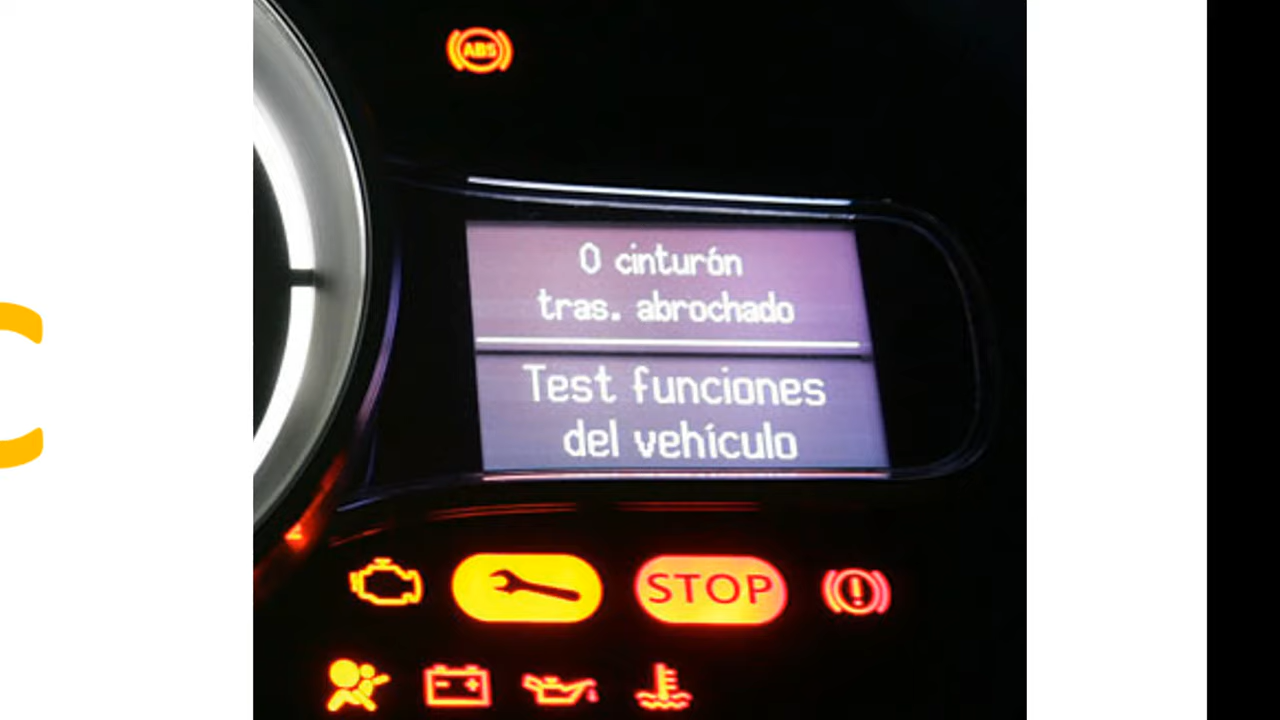 ABS
0 cinturón
tras. abrochado
Test funciones
del vehículo
STOP